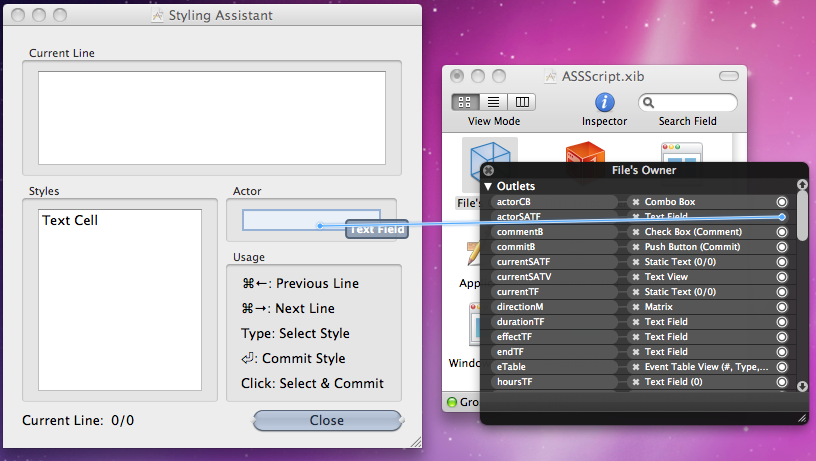 Styling Assistant
Current Line
Styles
Text Cell
Actor
Text Field
Usage
⌘←: Previous Line
⌘→: Next Line
Type: Select Style
⏎: Commit Style
Click: Select & Commit
Current Line: 0/0
Close
ASSScript.xib
View Mode
Inspector
Search Field
File's Owner
▼ Outlets
actorCB ✖ Combo Box
actorSATF ✖ Text Field
commentB ✖ Check Box (Comment)
commitB ✖ Push Button (Commit)
currentSATF ✖ Static Text (0/0)
currentSATV ✖ Text View
currentTF ✖ Static Text (0/0)
directionM ✖ Matrix
durationTF ✖ Text Field
effectTF ✖ Text Field
endTF ✖ Text Field
eTable ✖ Event Table View (#, Type,...
hoursTF ✖ Text Field (0)
File'
App
Window
Gro